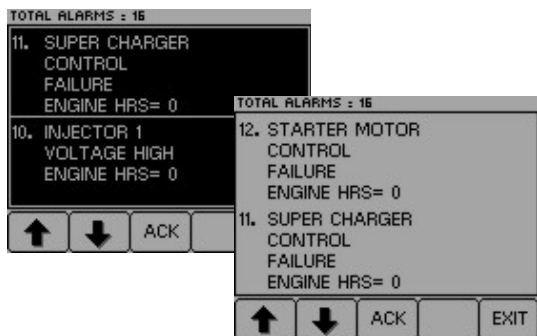 TOTAL ALARMS : 16
11. SUPER CHARGER
CONTROL
FAILURE
ENGINE HRS= 0
10. INJECTOR 1
VOLTAGE HIGH
ENGINE HRS= 0
ACK
TOTAL ALARMS : 16
12. STARTER MOTOR
CONTROL
FAILURE
ENGINE HRS= 0
11. SUPER CHARGER
CONTROL
FAILURE
ENGINE HRS= 0
ACK
EXIT